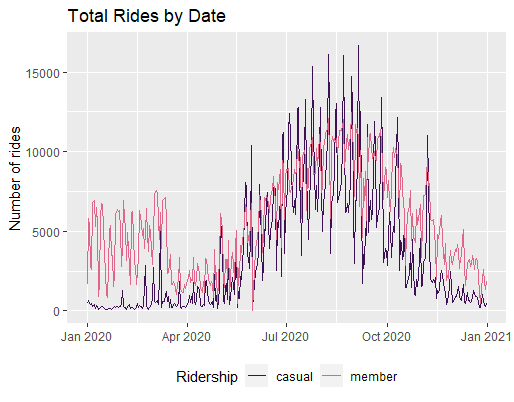 Total Rides by Date
Number of rides
15000
10000
5000
0
Jan 2020
Apr 2020
Jul 2020
Oct 2020
Jan 2021
Ridership casual member